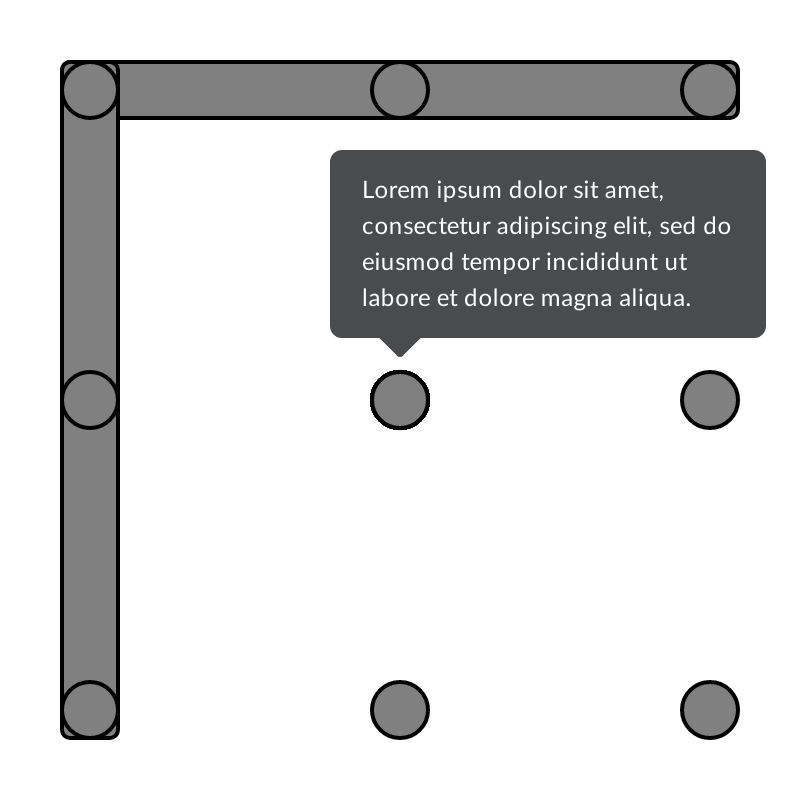 Lorem ipsum dolor sit amet,
consectetur adipiscing elit, sed do
eiusmod tempor incididunt ut
labore et dolore magna aliqua.